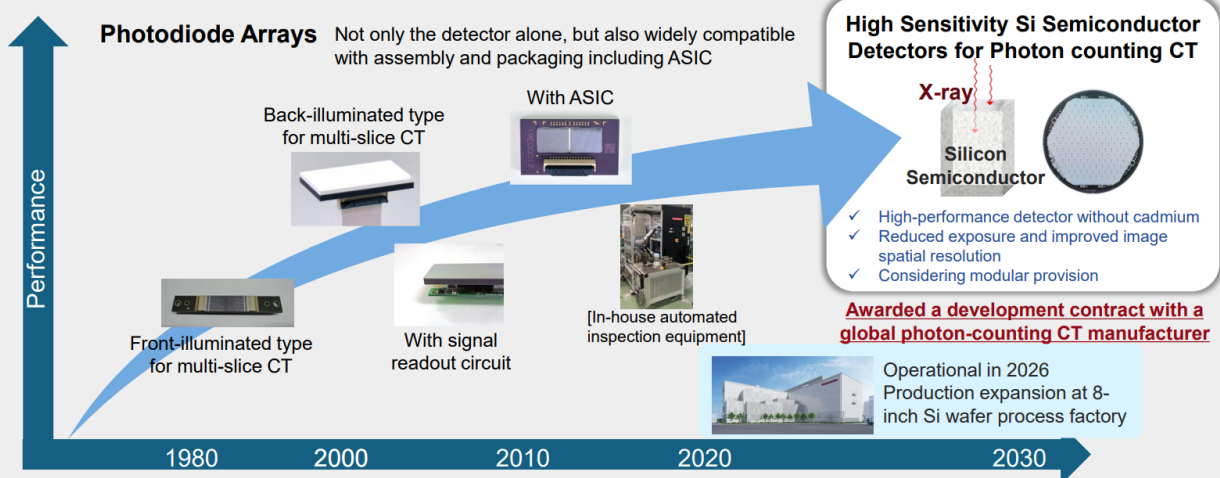 Photodiode Arrays
Not only the detector alone, but also widely compatible
with assembly and packaging including ASIC
High Sensitivity Si Semiconductor
Detectors for Photon counting CT
X-ray
Silicon
Semiconductor
✓ High-performance detector without cadmium
✓ Reduced exposure and improved image
spatial resolution
✓ Considering modular provision
With ASIC
Back-illuminated type
for multi-slice CT
Performance
Front-illuminated type
for multi-slice CT
With signal
readout circuit
[In-house automated
inspection equipment]
Awarded a development contract with a
global photon-counting CT manufacturer
Operational in 2026
Production expansion at 8-
inch Si wafer process factory
1980
2000
2010
2020
2030